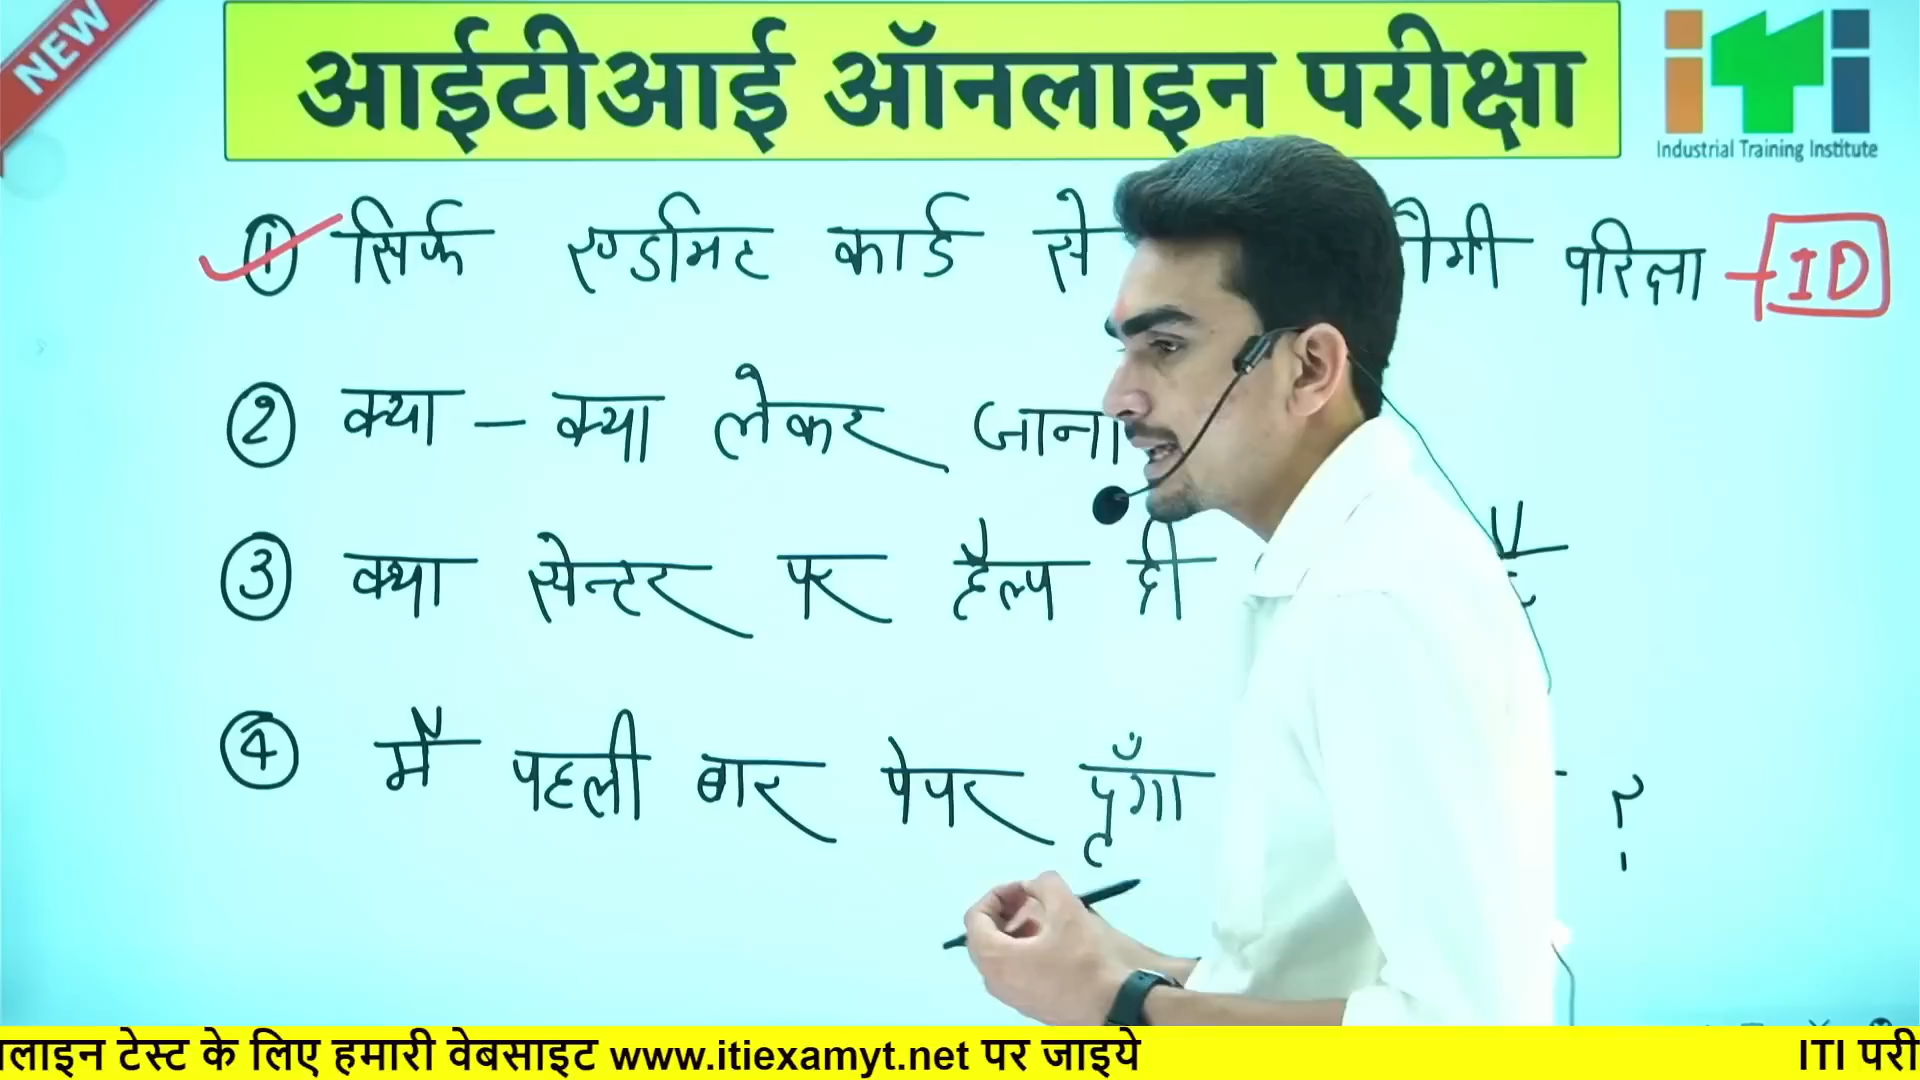 NEW
आईटीआई ऑनलाइन परीक्षा
iTi
Industrial Training Institute
① सिर्फ एडमिट कार्ड से परिक्षा ID
② क्या - क्या लेकर जाना
③ क्या सेन्टर पर हैल्प दी
④ मै पहली बार पेपर दूँगा ?
लाइन टेस्ट के लिए हमारी वेबसाइट www.itiexamyt.net पर जाइये ITI परी